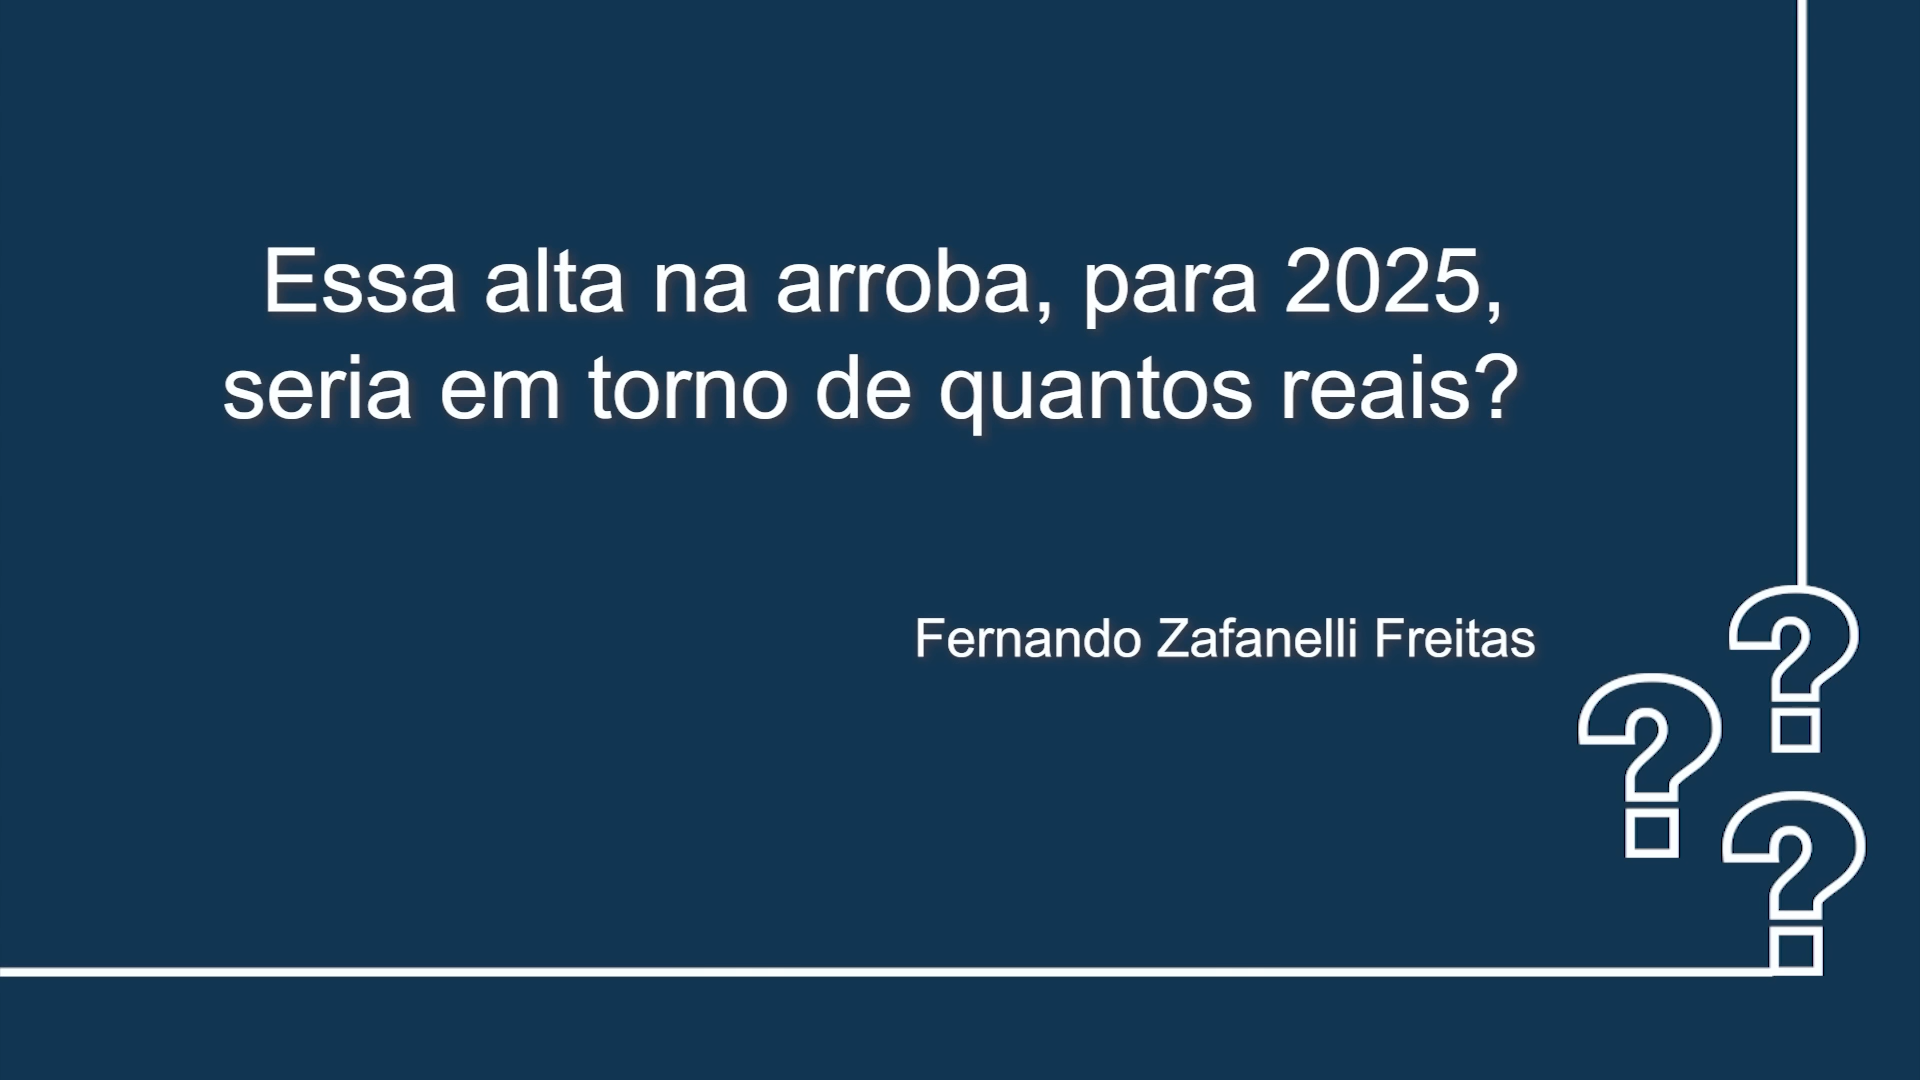 Essa alta na arroba, para 2025,
seria em torno de quantos reais?
Fernando Zafanelli Freitas